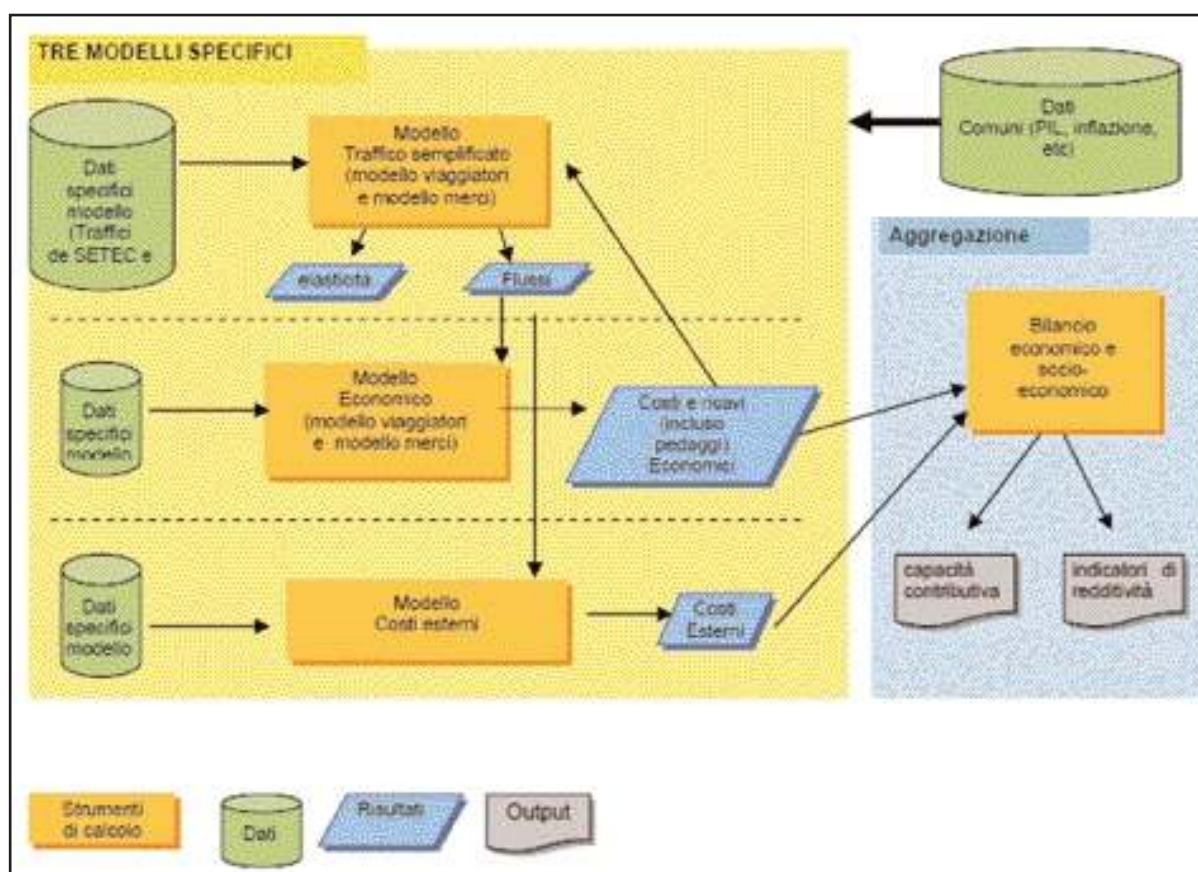 TRE MODELLI SPECIFICI
Dati
Comuni (PIL, inflazione,
etc)
Dati
specifici
modello
(Traffici
de SETEC e
Modello
Traffico semplificato
(modello viaggiatori
e modello merci)
elasticità
Flussi
Aggregazione
Bilancio
economico e
socio-
economico
Dati
specifici
modello
Modello
Economico
(modello viaggiatori
e modello merci)
Costi e ricavi
(incluso
pedaggi)
Economici
Dati
specifici
modello
Modello
Costi esterni
Costi
Esterni
capacità
contributiva
indicatori di
redditività
Strumenti
di calcolo
Dati
Risultati
Output